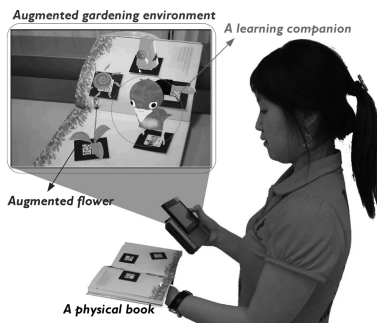 Augmented gardening environment
A learning companion
Augmented flower
A physical book